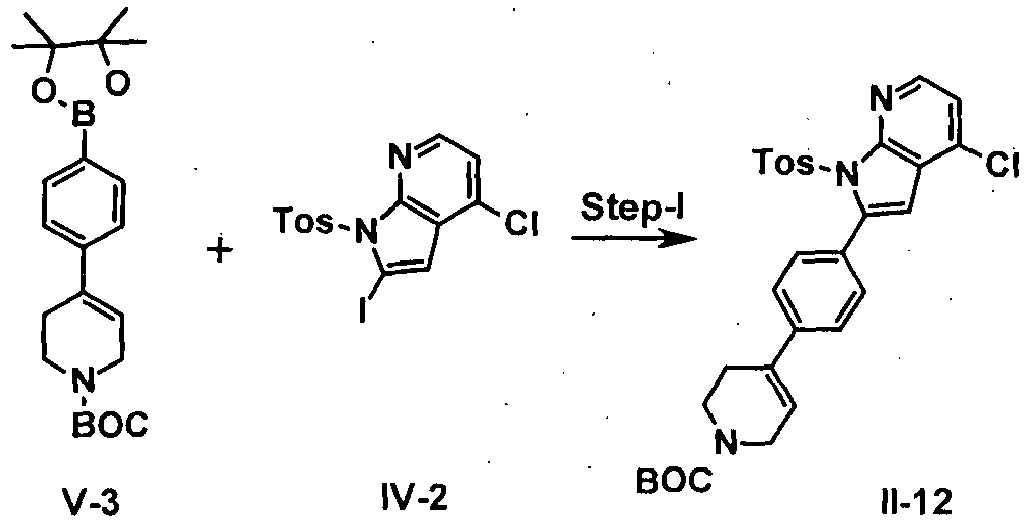 O
O
B
N
BOC
V-3
+
N
Tos-N
Cl
I
IV-2
Step-I
N
Tos-N
Cl
N
BOC
II-12